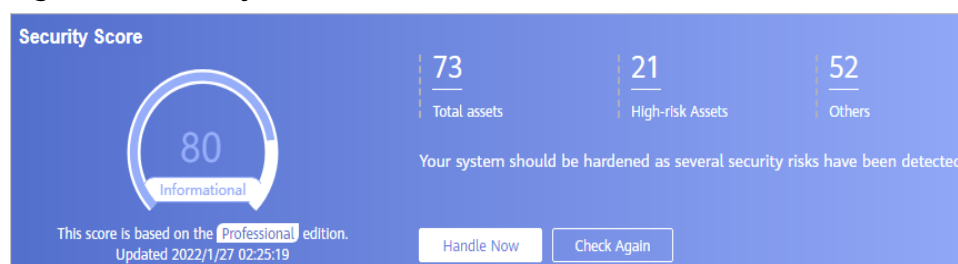 Security Score
80
Informational
This score is based on the Professional edition.
Updated 2022/1/27 02:25:19
73
Total assets
21
High-risk Assets
52
Others
Your system should be hardened as several security risks have been detected
Handle Now
Check Again